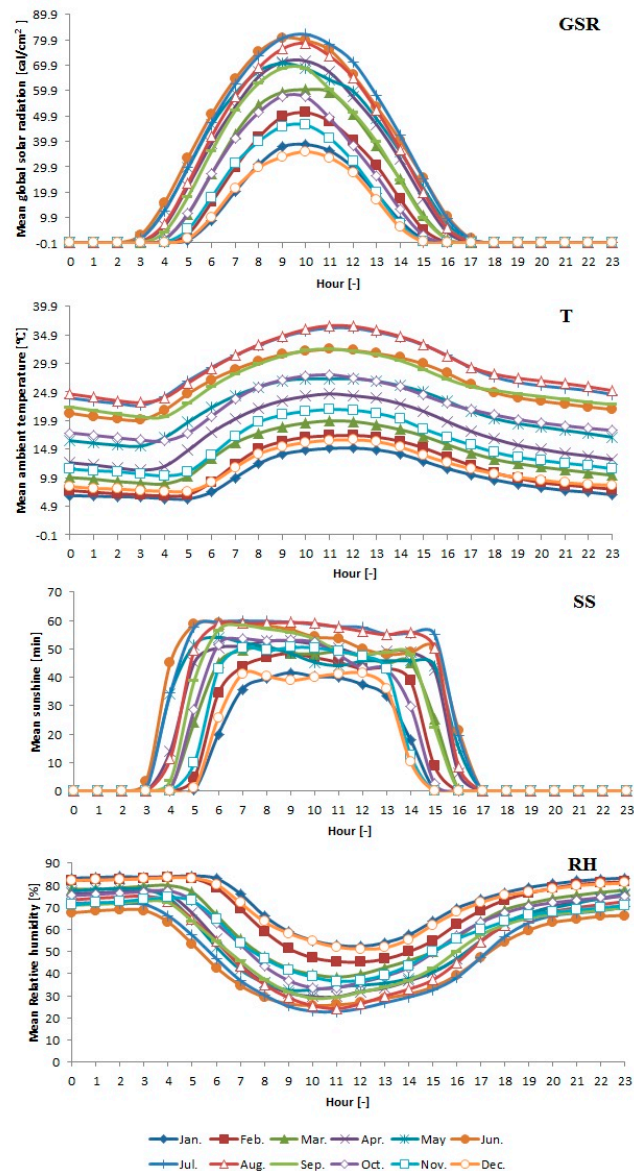 GSR
Mean global solar radiation [cal/cm²]
89.9
79.9
69.9
59.9
49.9
39.9
29.9
19.9
9.9
-0.1
0 1 2 3 4 5 6 7 8 9 10 11 12 13 14 15 16 17 18 19 20 21 22 23
Hour [-]
T
Mean ambient temperature [°C]
39.9
34.9
29.9
24.9
19.9
14.9
9.9
4.9
-0.1
0 1 2 3 4 5 6 7 8 9 10 11 12 13 14 15 16 17 18 19 20 21 22 23
Hour [-]
SS
Mean sunshine [min]
70
60
50
40
30
20
10
0
0 1 2 3 4 5 6 7 8 9 10 11 12 13 14 15 16 17 18 19 20 21 22 23
Hour [-]
RH
Mean Relative humidity [%]
90
80
70
60
50
40
30
20
10
0
0 1 2 3 4 5 6 7 8 9 10 11 12 13 14 15 16 17 18 19 20 21 22 23
Hour [-]
Jan. Feb. Mar. Apr. May Jun.
Jul. Aug. Sep. Oct. Nov. Dec.